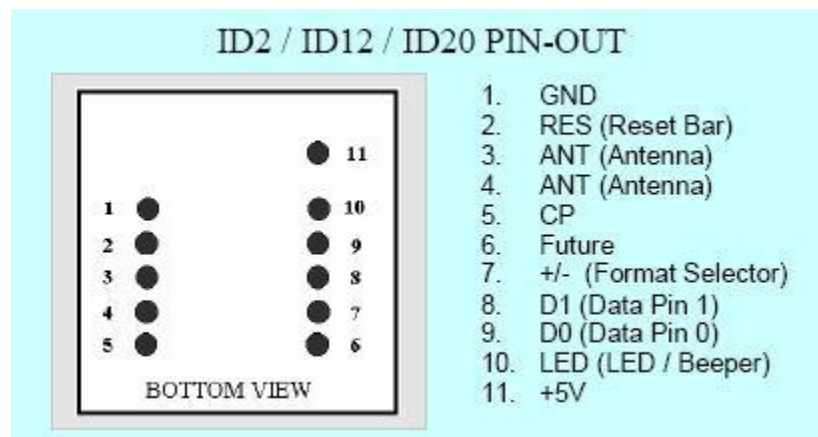 ID2 / ID12 / ID20 PIN-OUT
11
1
10
2
9
3
8
4
7
5
6
BOTTOM VIEW
1. GND
2. RES (Reset Bar)
3. ANT (Antenna)
4. ANT (Antenna)
5. CP
6. Future
7. +/- (Format Selector)
8. D1 (Data Pin 1)
9. D0 (Data Pin 0)
10. LED (LED / Beeper)
11. +5V